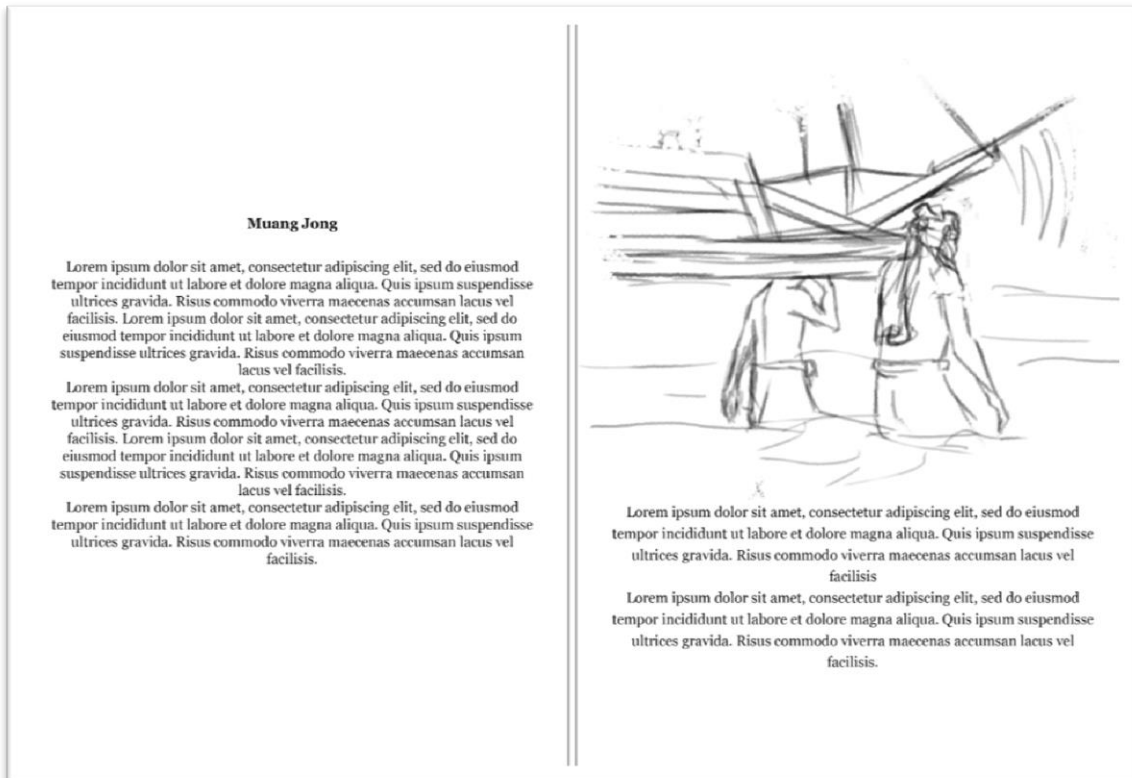 Muang Jong
Lorem ipsum dolor sit amet, consectetur adipiscing elit, sed do eiusmod
tempor incididunt ut labore et dolore magna aliqua. Quis ipsum suspendisse
ultrices gravida. Risus commodo viverra maecenas accumsan lacus vel
facilisis. Lorem ipsum dolor sit amet, consectetur adipiscing elit, sed do
eiusmod tempor incididunt ut labore et dolore magna aliqua. Quis ipsum
suspendisse ultrices gravida. Risus commodo viverra maecenas accumsan
lacus vel facilisis.
Lorem ipsum dolor sit amet, consectetur adipiscing elit, sed do eiusmod
tempor incididunt ut labore et dolore magna aliqua. Quis ipsum suspendisse
ultrices gravida. Risus commodo viverra maecenas accumsan lacus vel
facilisis. Lorem ipsum dolor sit amet, consectetur adipiscing elit, sed do
eiusmod tempor incididunt ut labore et dolore magna aliqua. Quis ipsum
suspendisse ultrices gravida. Risus commodo viverra maecenas accumsan
lacus vel facilisis.
Lorem ipsum dolor sit amet, consectetur adipiscing elit, sed do eiusmod
tempor incididunt ut labore et dolore magna aliqua. Quis ipsum suspendisse
ultrices gravida. Risus commodo viverra maecenas accumsan lacus vel
facilisis.
Lorem ipsum dolor sit amet, consectetur adipiscing elit, sed do eiusmod
tempor incididunt ut labore et dolore magna aliqua. Quis ipsum suspendisse
ultrices gravida. Risus commodo viverra maecenas accumsan lacus vel
facilisis
Lorem ipsum dolor sit amet, consectetur adipiscing elit, sed do eiusmod
tempor incididunt ut labore et dolore magna aliqua. Quis ipsum suspendisse
ultrices gravida. Risus commodo viverra maecenas accumsan lacus vel
facilisis.